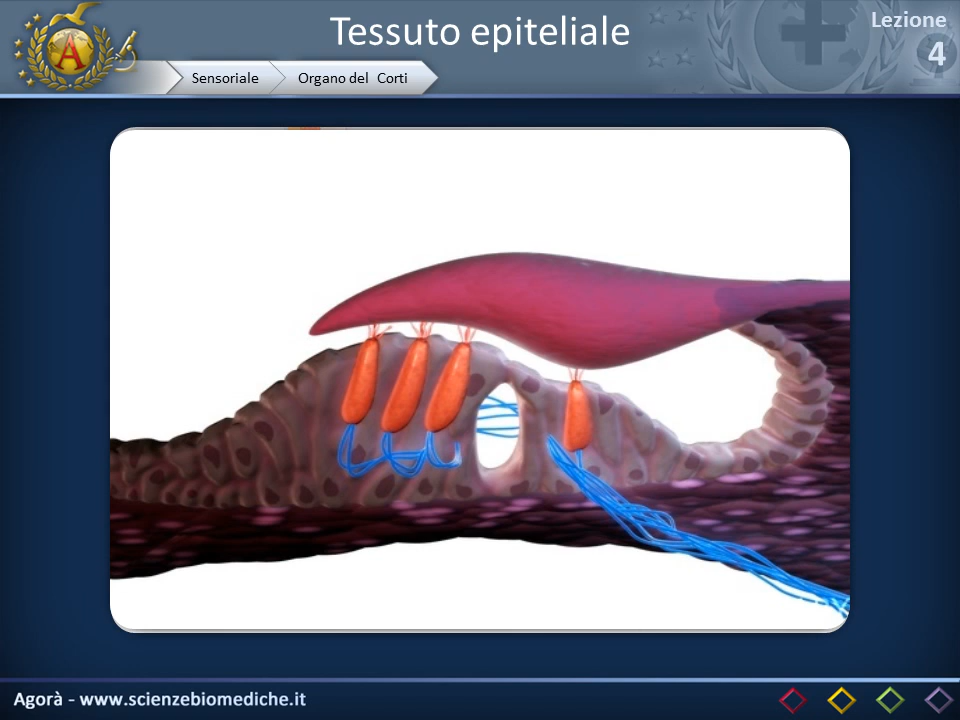 Tessuto epiteliale
Lezione
4
Sensoriale
Organo del Corti
A
Agorà - www.scienzebiomediche.it